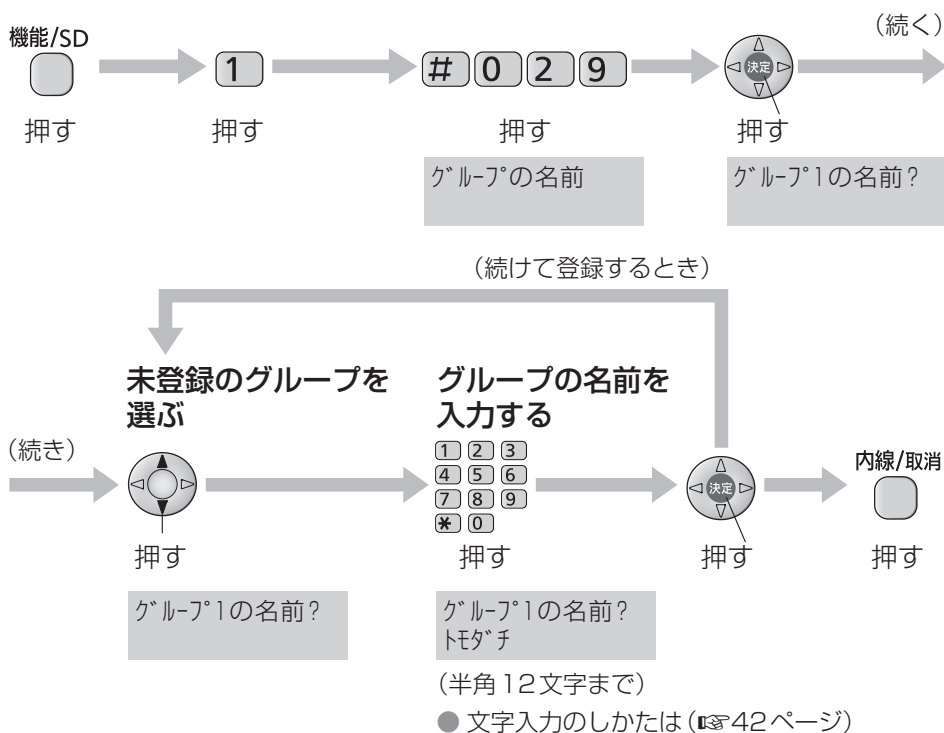 機能/SD
1
# 0 2 9
決定
(続く)
押す
押す
押す
押す
ｸﾞﾙｰﾌﾟの名前
ｸﾞﾙｰﾌﾟ1の名前?
(続けて登録するとき)
未登録のグループを
選ぶ
グループの名前を
入力する
(続き)
1 2 3
4 5 6
7 8 9
* 0
決定
内線/取消
押す
押す
押す
押す
ｸﾞﾙｰﾌﾟ1の名前?
ｸﾞﾙｰﾌﾟ1の名前?
ﾄﾓﾀﾞﾁ
(半角12文字まで)
● 文字入力のしかたは(☞42ページ)